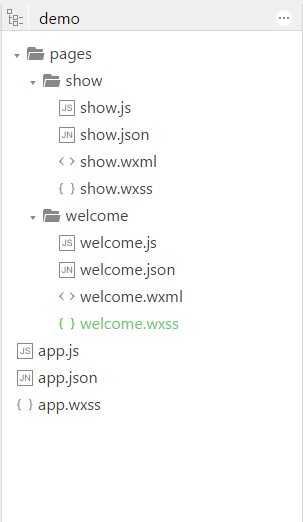 demo
pages
show
JS show.js
JN show.json
<> show.wxml
{ } show.wxss
welcome
JS welcome.js
JN welcome.json
<> welcome.wxml
{ } welcome.wxss
JS app.js
JN app.json
{ } app.wxss